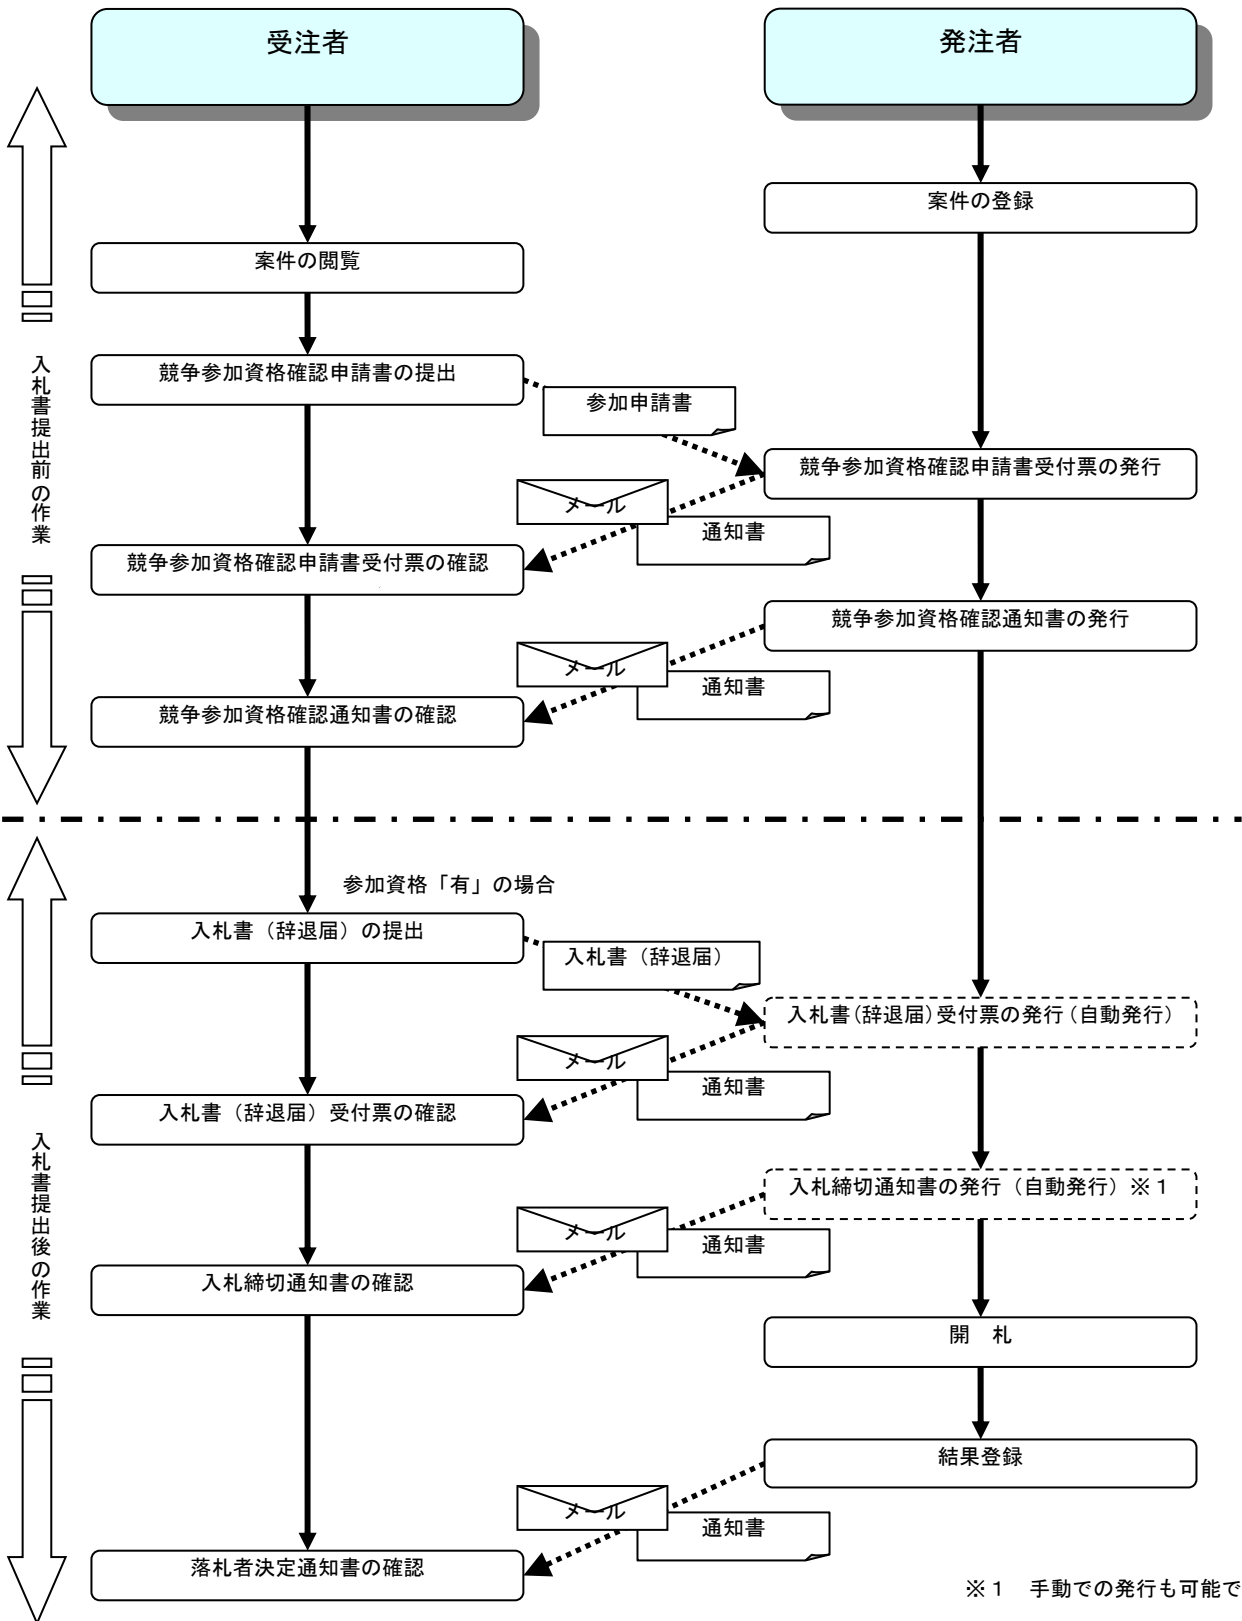 受注者
発注者
案件の登録
案件の閲覧
入札書提出前の作業
競争参加資格確認申請書の提出
参加申請書
競争参加資格確認申請書受付票の発行
メール
通知書
競争参加資格確認申請書受付票の確認
競争参加資格確認通知書の発行
メール
通知書
競争参加資格確認通知書の確認
参加資格「有」の場合
入札書（辞退届）の提出
入札書（辞退届）
入札書（辞退届）受付票の発行（自動発行）
メール
通知書
入札書（辞退届）受付票の確認
入札書提出後の作業
入札締切通知書の発行（自動発行）※１
メール
通知書
入札締切通知書の確認
開　札
結果登録
メール
通知書
落札者決定通知書の確認
※１　手動での発行も可能で